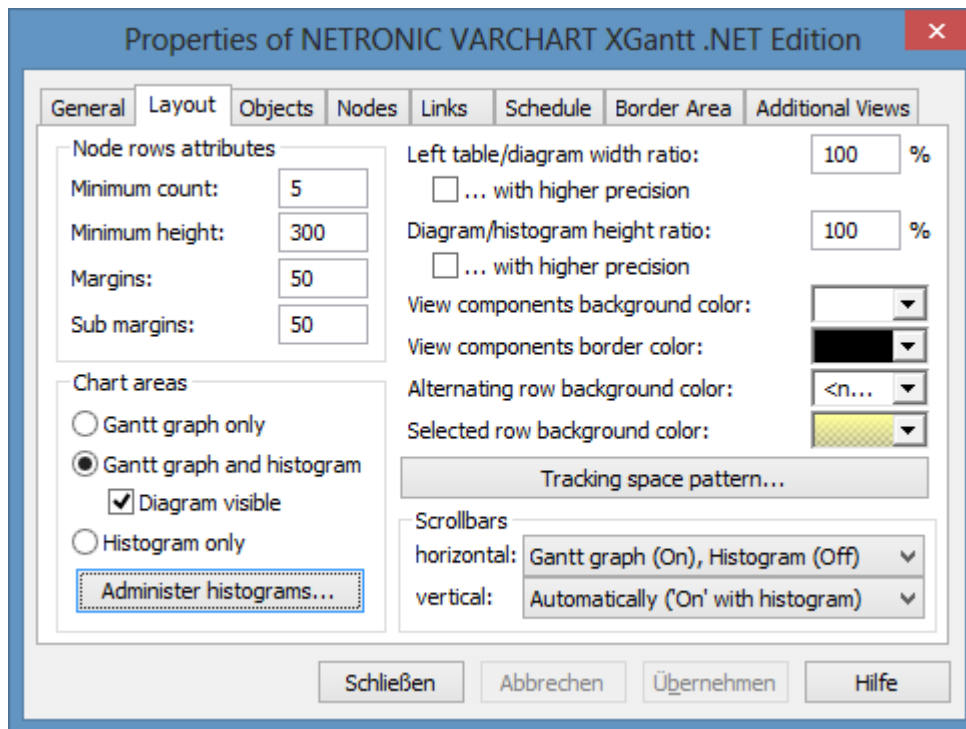 Properties of NETRONIC VARCHART XGantt .NET Edition
General Layout Objects Nodes Links Schedule Border Area Additional Views
Node rows attributes
Minimum count: 5
Minimum height: 300
Margins: 50
Sub margins: 50
Chart areas
Gantt graph only
Gantt graph and histogram
Diagram visible
Histogram only
Administer histograms...
Left table/diagram width ratio: 100 %
... with higher precision
Diagram/histogram height ratio: 100 %
... with higher precision
View components background color:
View components border color:
Alternating row background color: <n...
Selected row background color:
Tracking space pattern...
Scrollbars
horizontal: Gantt graph (On), Histogram (Off)
vertical: Automatically ('On' with histogram)
Schließen Abbrechen Übernehmen Hilfe